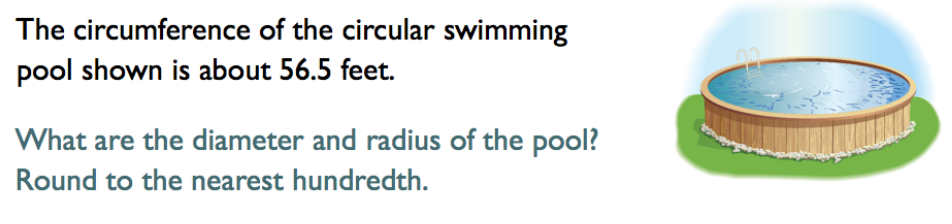 The circumference of the circular swimming
pool shown is about 56.5 feet.
What are the diameter and radius of the pool?
Round to the nearest hundredth.